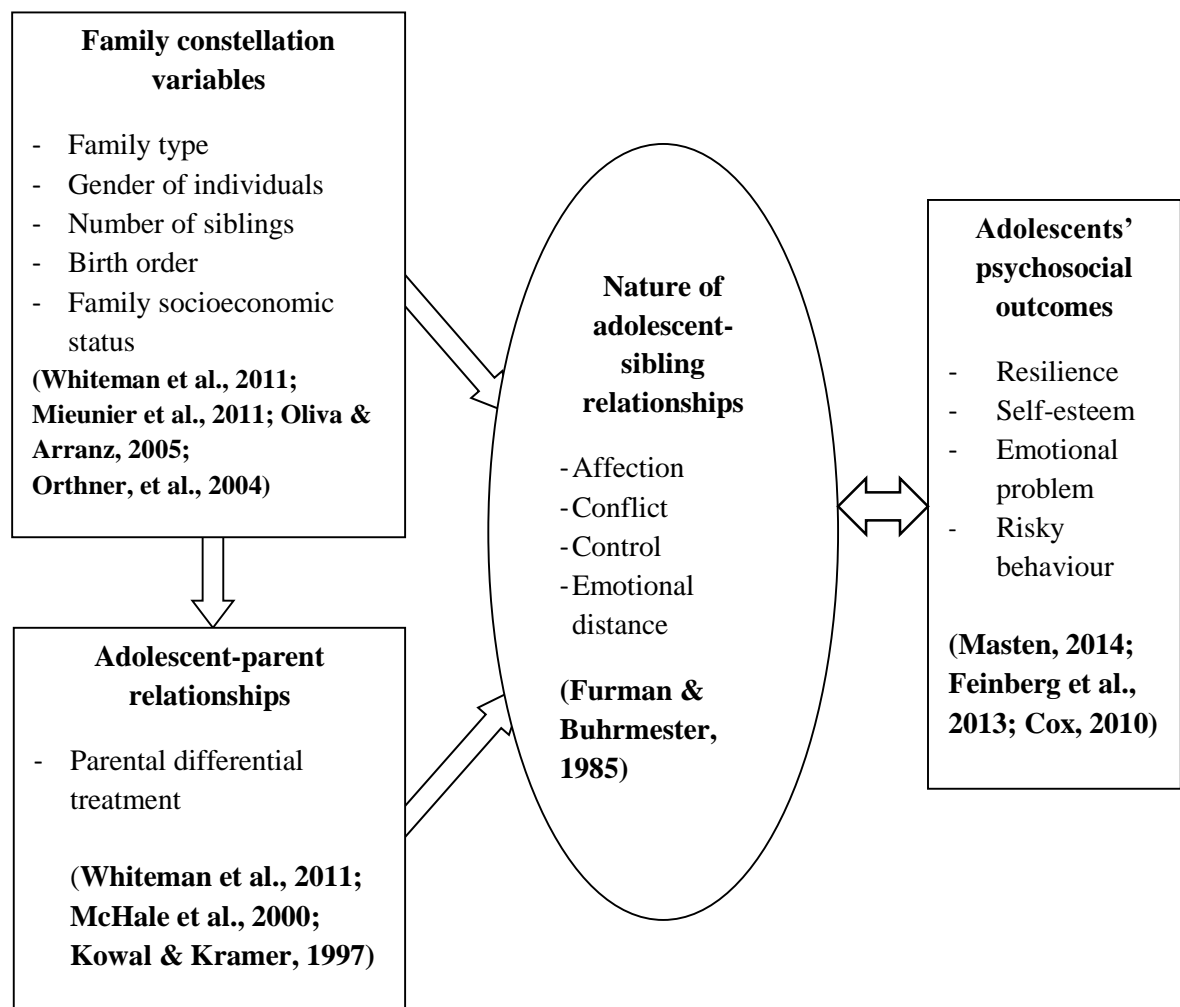 Family constellation
variables
- Family type
- Gender of individuals
- Number of siblings
- Birth order
- Family socioeconomic
status
(Whiteman et al., 2011;
Mieunier et al., 2011; Oliva &
Arranz, 2005;
Orthner, et al., 2004)
Adolescent-parent
relationships
- Parental differential
treatment
(Whiteman et al., 2011;
McHale et al., 2000;
Kowal & Kramer, 1997)
Nature of
adolescent-
sibling
relationships
-Affection
-Conflict
-Control
-Emotional
distance
(Furman &
Buhrmester,
1985)
Adolescents’
psychosocial
outcomes
- Resilience
- Self-esteem
- Emotional
problem
- Risky
behaviour
(Masten, 2014;
Feinberg et al.,
2013; Cox, 2010)